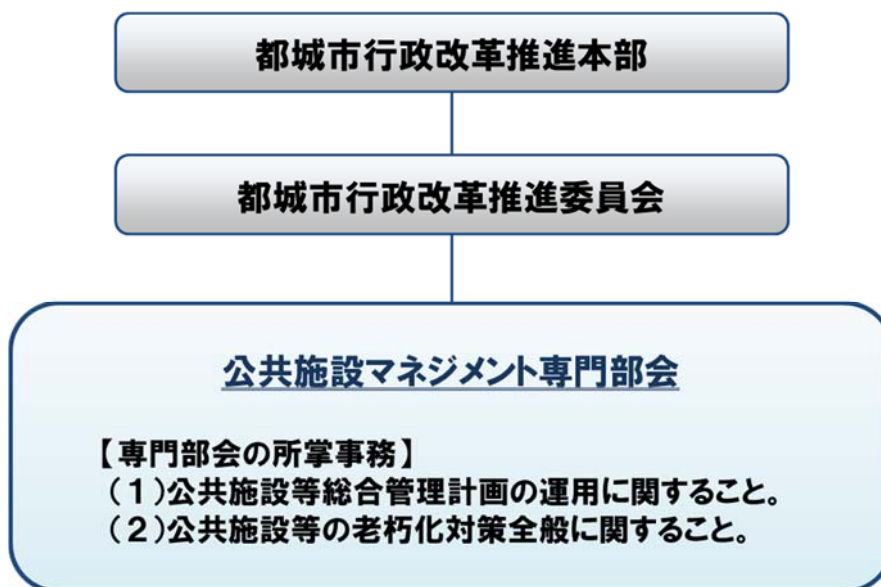 都城市行政改革推進本部
都城市行政改革推進委員会
公共施設マネジメント専門部会
【専門部会の所掌事務】
（１）公共施設等総合管理計画の運用に関すること。
（２）公共施設等の老朽化対策全般に関すること。